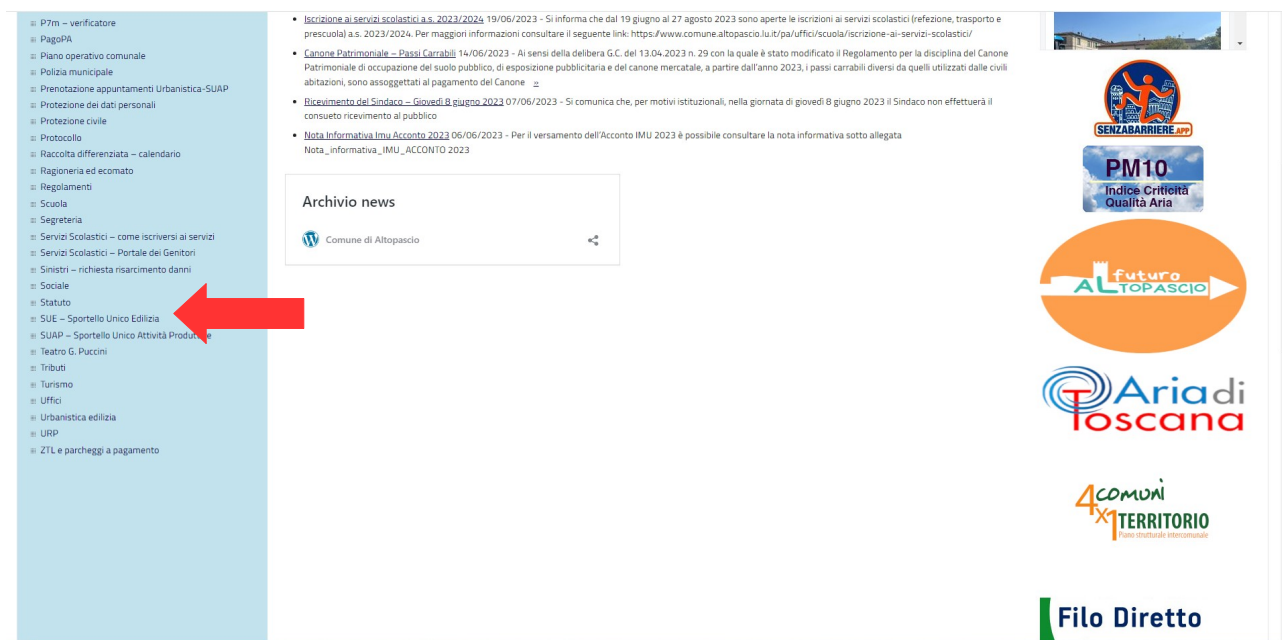 P7m – verificatore
PagoPA
Piano operativo comunale
Polizia municipale
Prenotazione appuntamenti Urbanistica-SUAP
Protezione dei dati personali
Protezione civile
Protocollo
Raccolta differenziata – calendario
Ragioneria ed ecomato
Regolamenti
Scuola
Segreteria
Servizi Scolastici – come iscriversi ai servizi
Servizi Scolastici – Portale dei Genitori
Sinistri – richiesta risarcimento danni
Sociale
Statuto
SUE – Sportello Unico Edilizia
SUAP – Sportello Unico Attività
Teatro G. Puccini
Tributi
Turismo
Uffici
Urbanistica edilizia
URP
ZTL e parcheggi a pagamento
Iscrizione ai servizi scolastici a.s. 2023/2024 19/06/2023 - Si informa che dal 19 giugno al 27 agosto 2023 sono aperte le iscrizioni ai servizi scolastici (refezione, trasporto e
prescuola) a.s. 2023/2024. Per maggiori informazioni consultare il seguente link: https:/www.comune.altopascio.lu.it/pa/uffici/scuola/iscrizione-ai-servizi-scolastici/
Canone Patrimoniale – Passi Carrabili 14/06/2023 - Ai sensi della delibera G.C. del 13.04.2023 n. 29 con la quale è stato modificato il Regolamento per la disciplina del Canone
Patrimoniale di occupazione del suolo pubblico, di esposizione pubblicitaria e del canone mercatale, a partire dall'anno 2023, i passi carrabili diversi da quelli utilizzati dalle civili
abitazioni, sono assoggettati al pagamento del Canone »
Ricevimento del Sindaco – Giovedì 8 giugno 2023 07/06/2023 - Si comunica che, per motivi istituzionali, nella giornata di giovedì 8 giugno 2023 il Sindaco non effettuerà il
consueto ricevimento al pubblico
Nota Informativa Imu Acconto 2023 06/06/2023 - Per il versamento dell'Acconto IMU 2023 è possibile consultare la nota informativa sotto allegata
Nota_informativa_IMU_ACCONTO 2023
Archivio news
Comune di Altopascio
SENZABARRIERE.APP
PM10
Indice Criticità
Qualità Aria
futuro
ALTOPASCIO
Aria di
Toscana
4 comuni
x1 TERRITORIO
Piano strutturale intercomunale
Filo Diretto